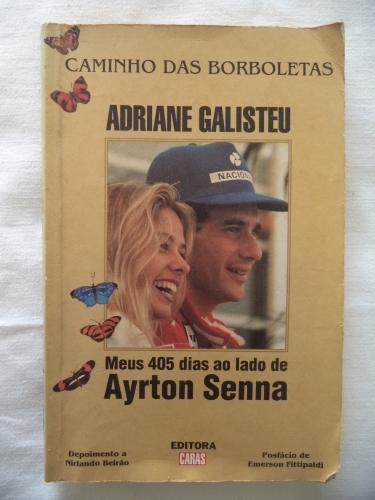 CAMINHO DAS BORBOLETAS
ADRIANE GALISTEU
NACIONAL
Meus 405 dias ao lado de
Ayrton Senna
Depoimento a
Nirlando Beirão
EDITORA
CARAS
Posfácio de
Emerson Fittipaldi